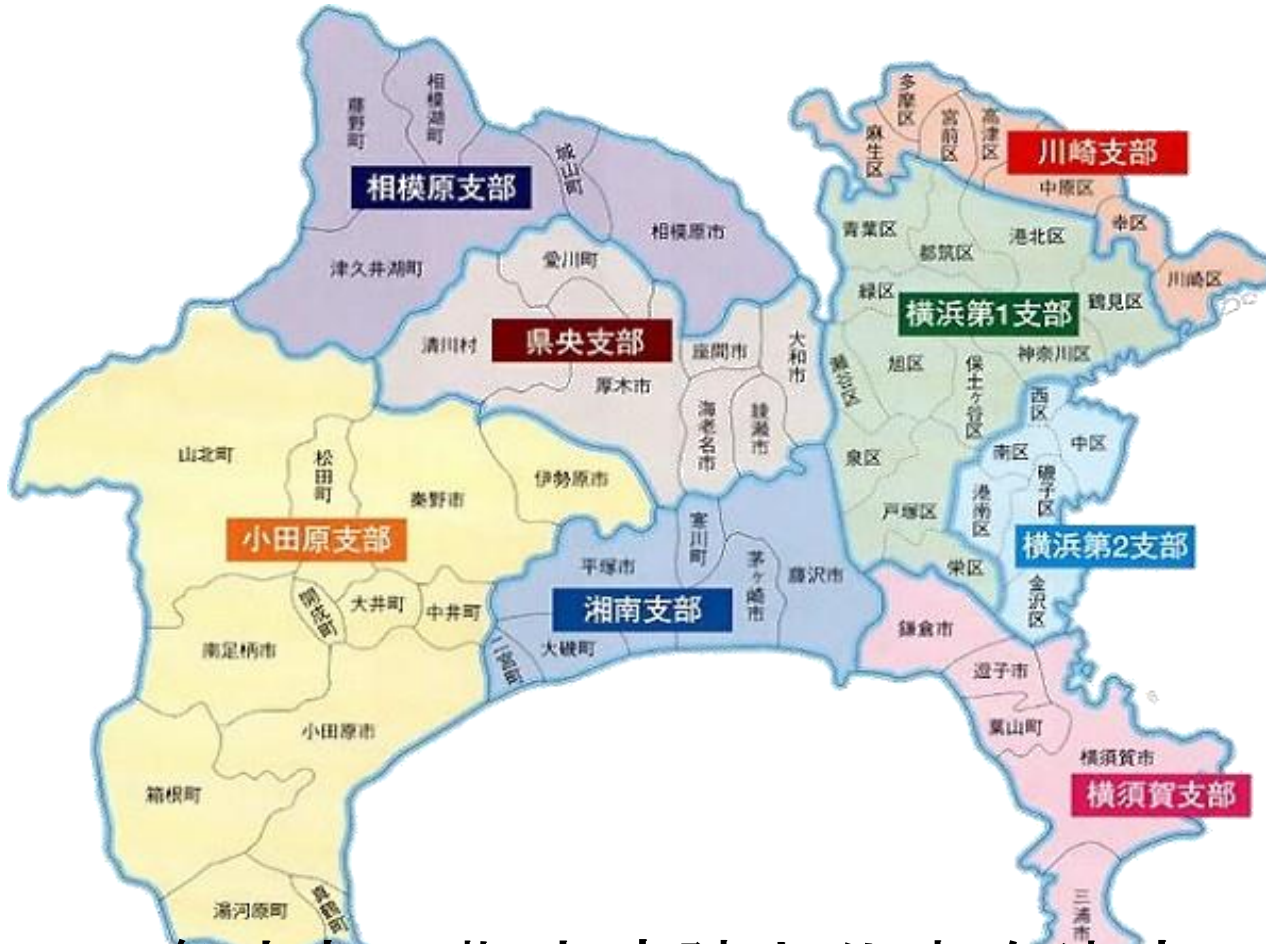 藤野町
相模湖町
城山町
相模原支部
相模原市
津久井湖町
多摩区
麻生区
宮前区
高津区
川崎支部
中原区
幸区
川崎区
青葉区
都筑区
港北区
緑区
鶴見区
横浜第1支部
神奈川区
旭区
保土ヶ谷区
瀬谷区
泉区
戸塚区
栄区
愛川町
清川村
県央支部
厚木市
座間市
大和市
海老名市
綾瀬市
西区
中区
南区
磯子区
港南区
横浜第2支部
金沢区
山北町
松田町
秦野市
伊勢原市
小田原支部
開成町
大井町
中井町
南足柄市
小田原市
箱根町
湯河原町
真鶴町
寒川町
平塚市
茅ヶ崎市
藤沢市
湘南支部
大磯町
二宮町
鎌倉市
逗子市
葉山町
横須賀市
横須賀支部
三浦市